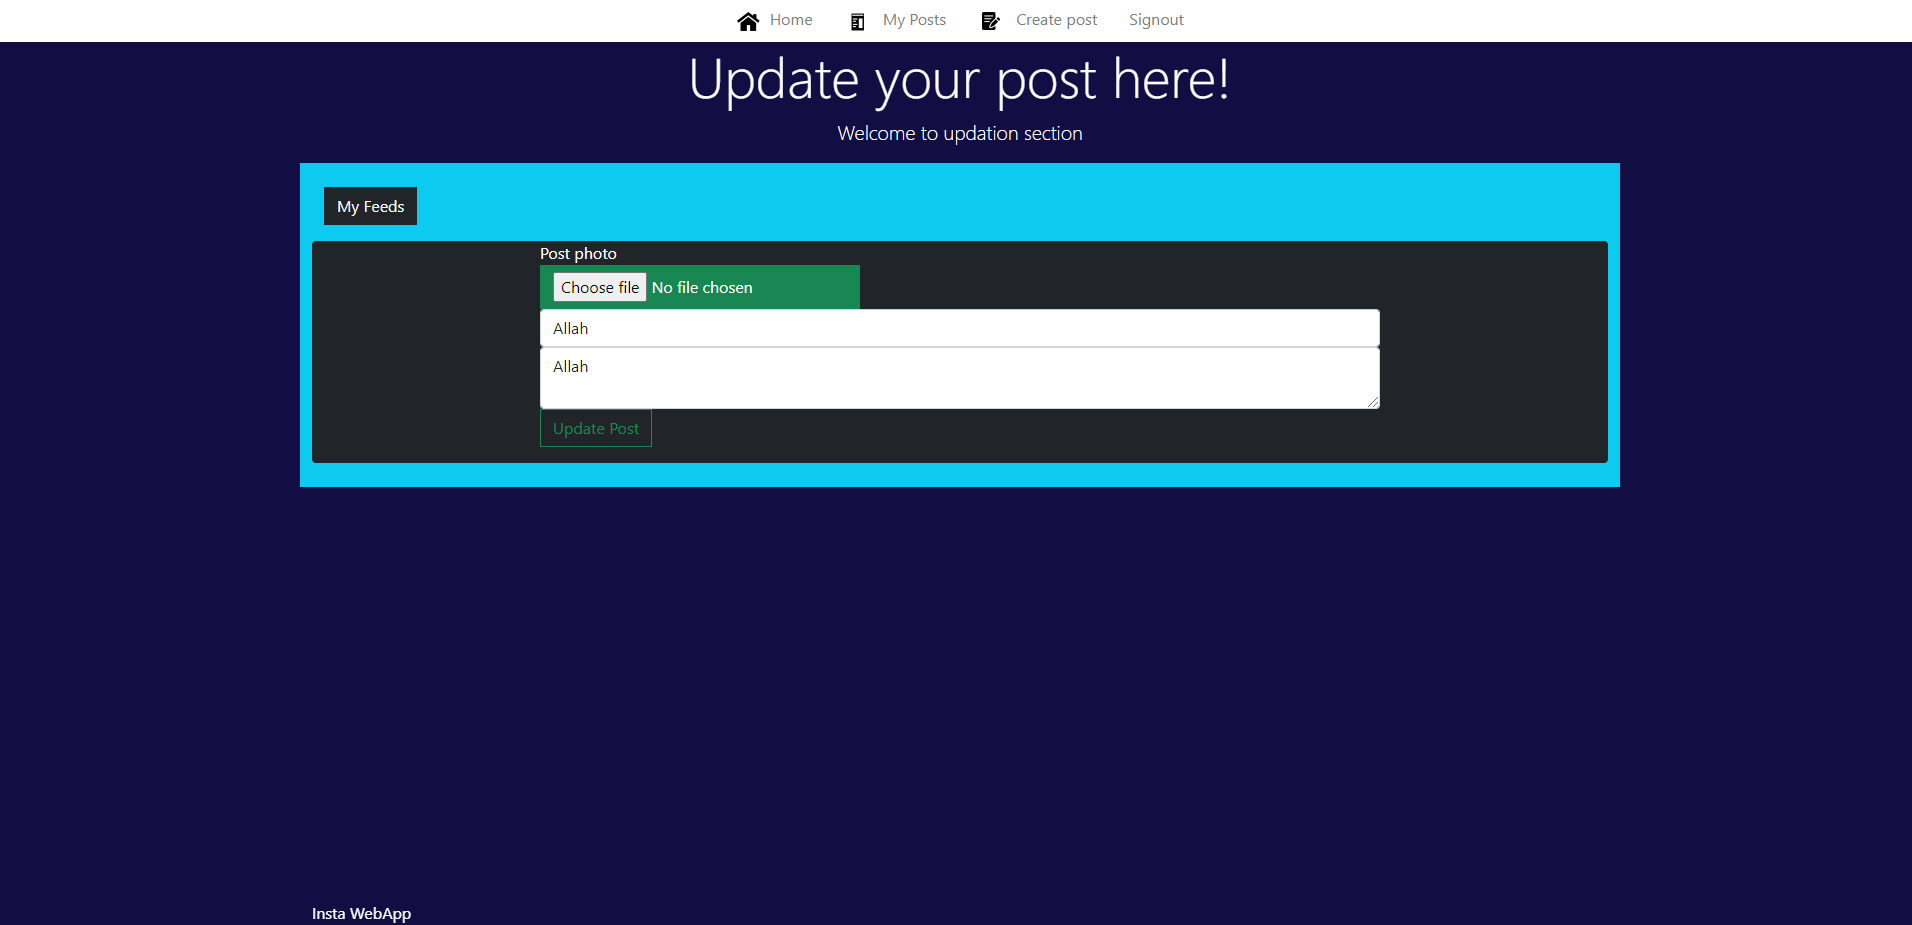 Home My Posts Create post Signout
Update your post here!
Welcome to updation section
My Feeds
Post photo
Choose file No file chosen
Allah
Allah
Update Post
Insta WebApp